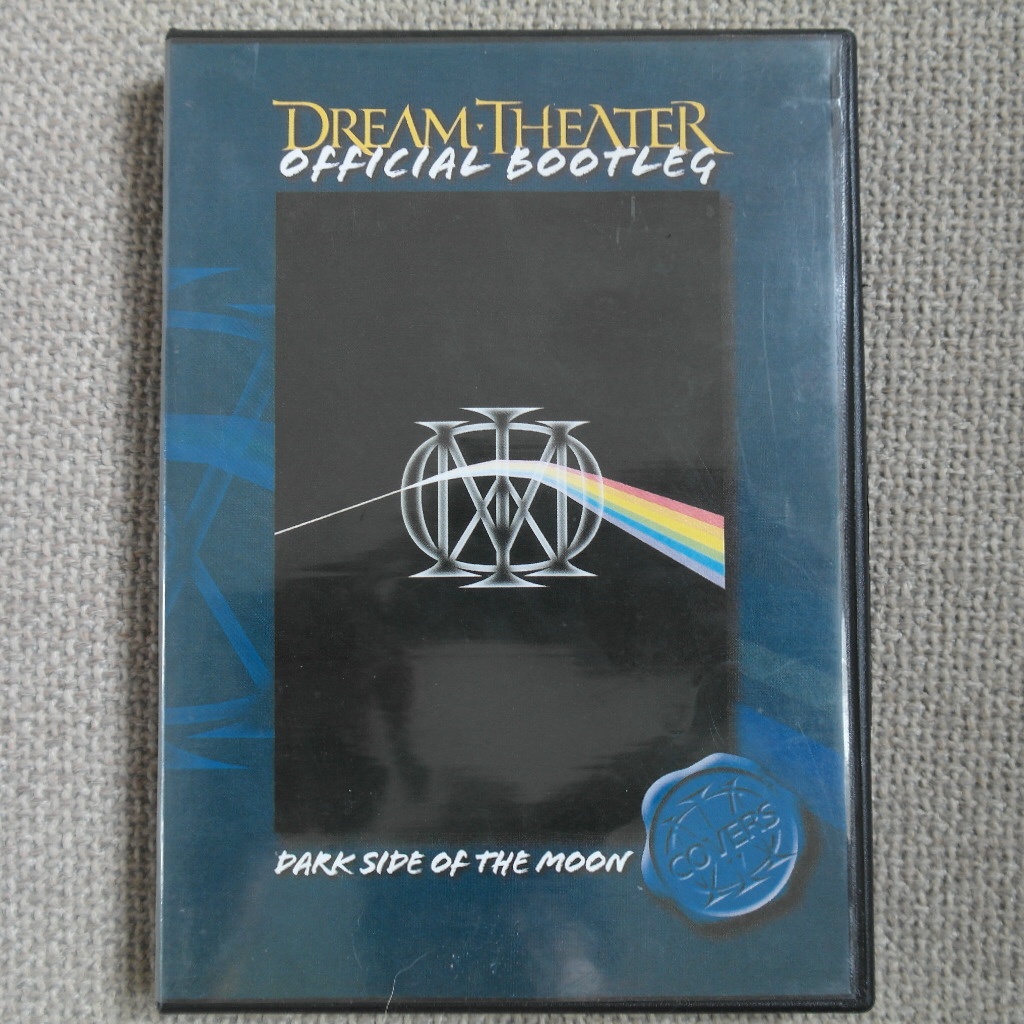 DREAM·THEATER
OFFICIAL BOOTLEG
DARK SIDE OF THE MOON
COVERS